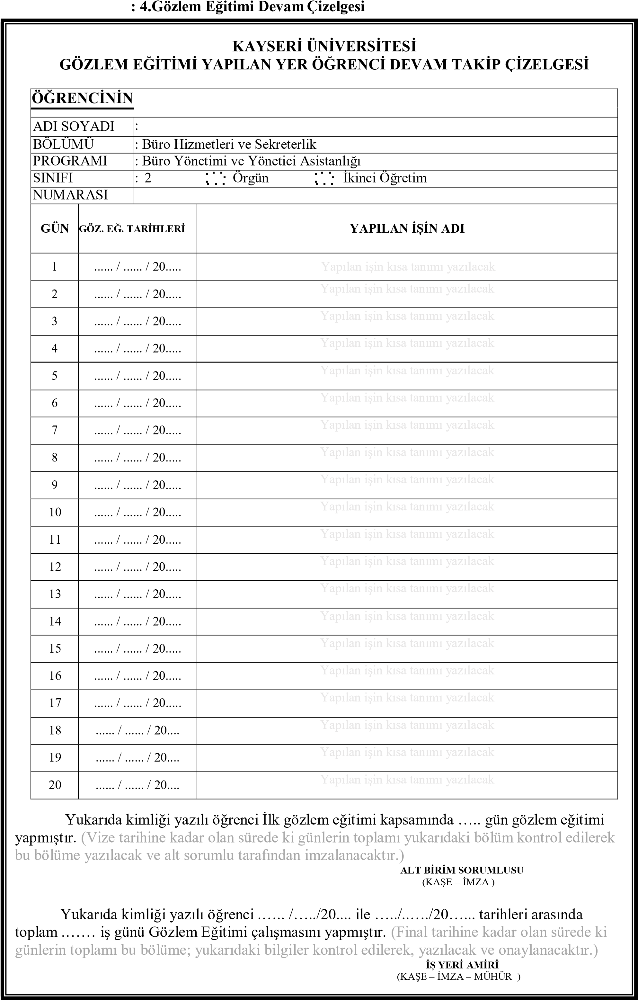 : 4.Gözlem Eğitimi Devam Çizelgesi
KAYSERİ ÜNİVERSİTESİ
GÖZLEM EĞİTİMİ YAPILAN YER ÖĞRENCİ DEVAM TAKİP ÇİZELGESİ
ÖĞRENCİNİN
ADI SOYADI :
BÖLÜMÜ : Büro Hizmetleri ve Sekreterlik
PROGRAMI : Büro Yönetimi ve Yönetici Asistanlığı
SINIFI : 2 Örgün İkinci Öğretim
NUMARASI
GÜN GÖZ. EĞ. TARİHLERİ YAPILAN İŞİN ADI
1 ...... / ...... / 20..... Yapılan işin kısa tanımı yazılacak
2 ...... / ...... / 20..... Yapılan işin kısa tanımı yazılacak
3 ...... / ...... / 20..... Yapılan işin kısa tanımı yazılacak
4 ...... / ...... / 20..... Yapılan işin kısa tanımı yazılacak
5 ...... / ...... / 20..... Yapılan işin kısa tanımı yazılacak
6 ...... / ...... / 20..... Yapılan işin kısa tanımı yazılacak
7 ...... / ...... / 20..... Yapılan işin kısa tanımı yazılacak
8 ...... / ...... / 20..... Yapılan işin kısa tanımı yazılacak
9 ...... / ...... / 20..... Yapılan işin kısa tanımı yazılacak
10 ...... / ...... / 20..... Yapılan işin kısa tanımı yazılacak
11 ...... / ...... / 20..... Yapılan işin kısa tanımı yazılacak
12 ...... / ...... / 20..... Yapılan işin kısa tanımı yazılacak
13 ...... / ...... / 20..... Yapılan işin kısa tanımı yazılacak
14 ...... / ...... / 20..... Yapılan işin kısa tanımı yazılacak
15 ...... / ...... / 20..... Yapılan işin kısa tanımı yazılacak
16 ...... / ...... / 20..... Yapılan işin kısa tanımı yazılacak
17 ...... / ...... / 20..... Yapılan işin kısa tanımı yazılacak
18 ...... / ...... / 20.... Yapılan işin kısa tanımı yazılacak
19 ...... / ...... / 20.... Yapılan işin kısa tanımı yazılacak
20 ...... / ...... / 20.... Yapılan işin kısa tanımı yazılacak
Yukarıda kimliği yazılı öğrenci İlk gözlem eğitimi kapsamında ….. gün gözlem eğitimi
yapmıştır. (Vize tarihine kadar olan sürede ki günlerin toplamı yukarıdaki bölüm kontrol edilerek
bu bölüme yazılacak ve alt sorumlu tarafından imzalanacaktır.)
ALT BİRİM SORUMLUSU
(KAŞE – İMZA )
Yukarıda kimliği yazılı öğrenci …... /…../20.... ile …../..…./20…... tarihleri arasında
toplam ……. iş günü Gözlem Eğitimi çalışmasını yapmıştır. (Final tarihine kadar olan sürede ki
günlerin toplamı bu bölüme; yukarıdaki bilgiler kontrol edilerek, yazılacak ve onaylanacaktır.)
İŞ YERİ AMİRİ
(KAŞE – İMZA – MÜHÜR )